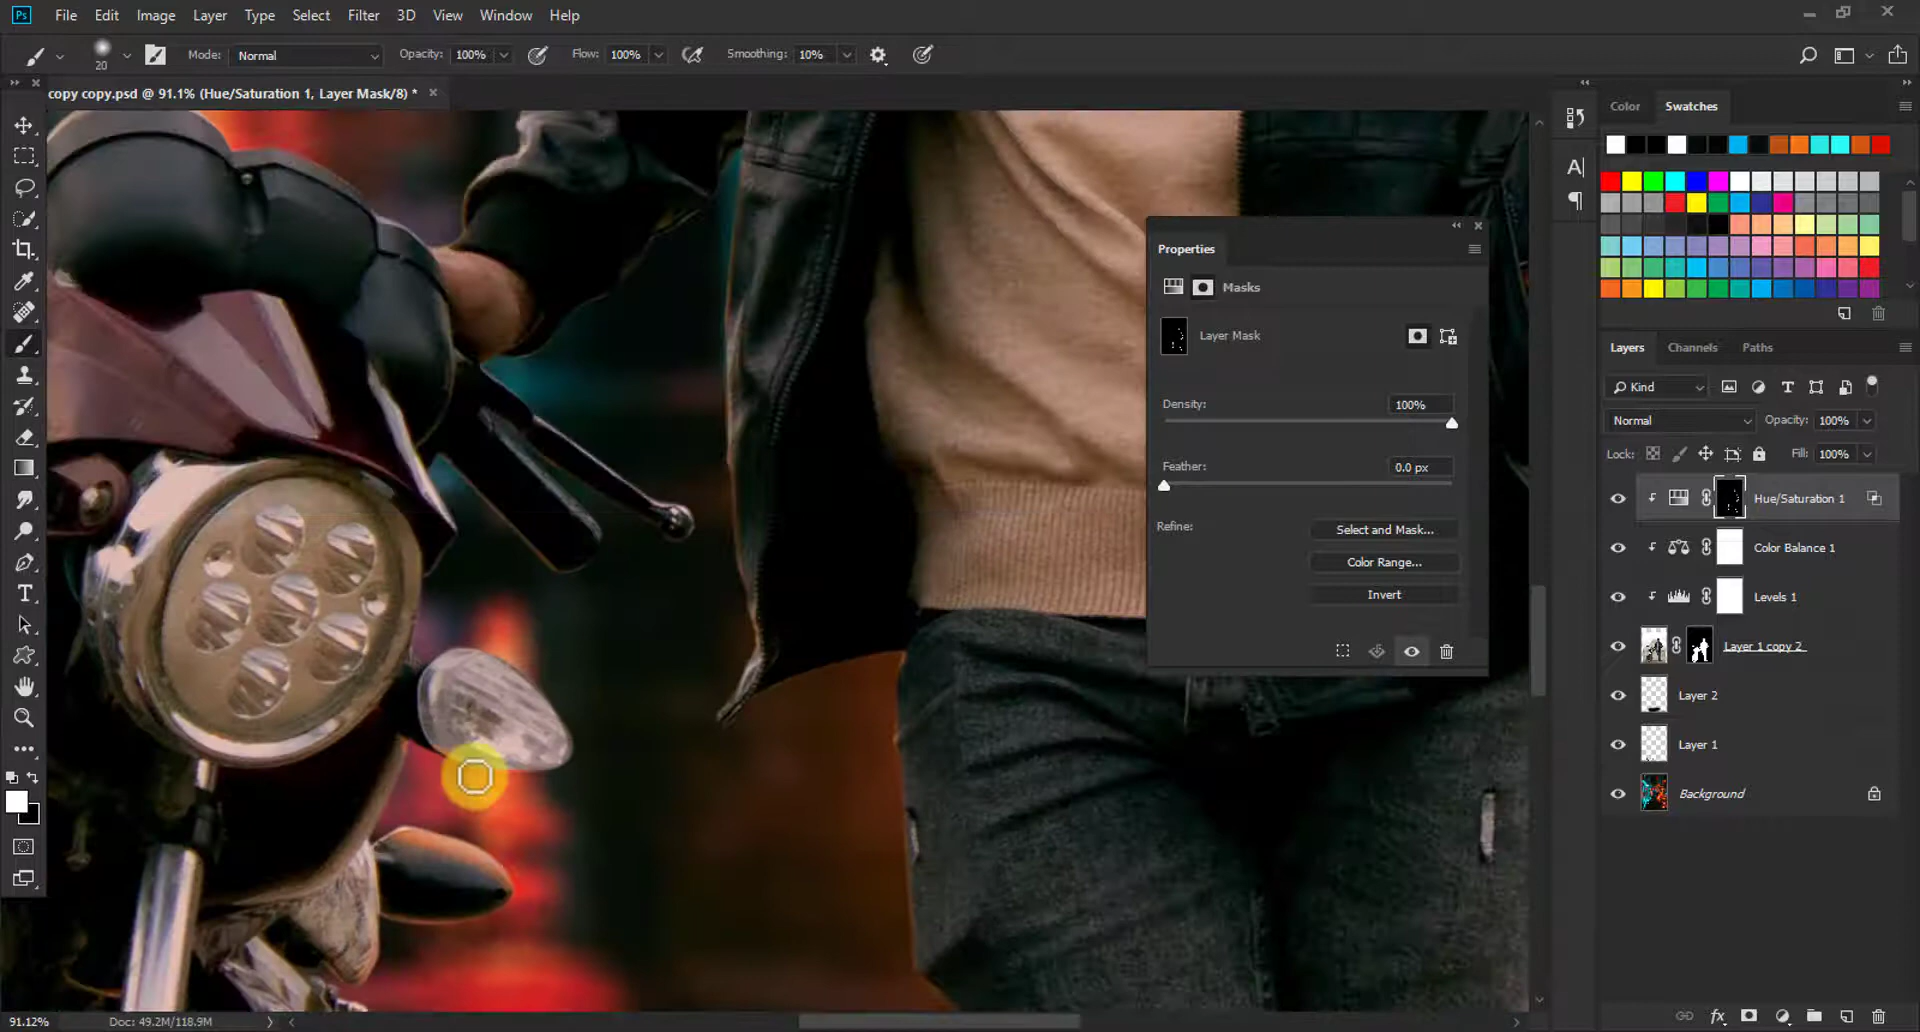 Ps File Edit Image Layer Type Select Filter 3D View Window Help
20 Mode: Normal Opacity: 100% Flow: 100% Smoothing: 10%
copy copy.psd @ 91.1% (Hue/Saturation 1, Layer Mask/8) *
Color Swatches
Properties
Masks
Layer Mask
Density: 100%
Feather: 0.0 px
Refine: Select and Mask...
Color Range...
Invert
Layers Channels Paths
Kind
Normal Opacity: 100%
Lock: Fill: 100%
Hue/Saturation 1
Color Balance 1
Levels 1
Layer 1 copy 2
Layer 2
Layer 1
Background
fx
91.12% Doc: 49.2M/118.9M